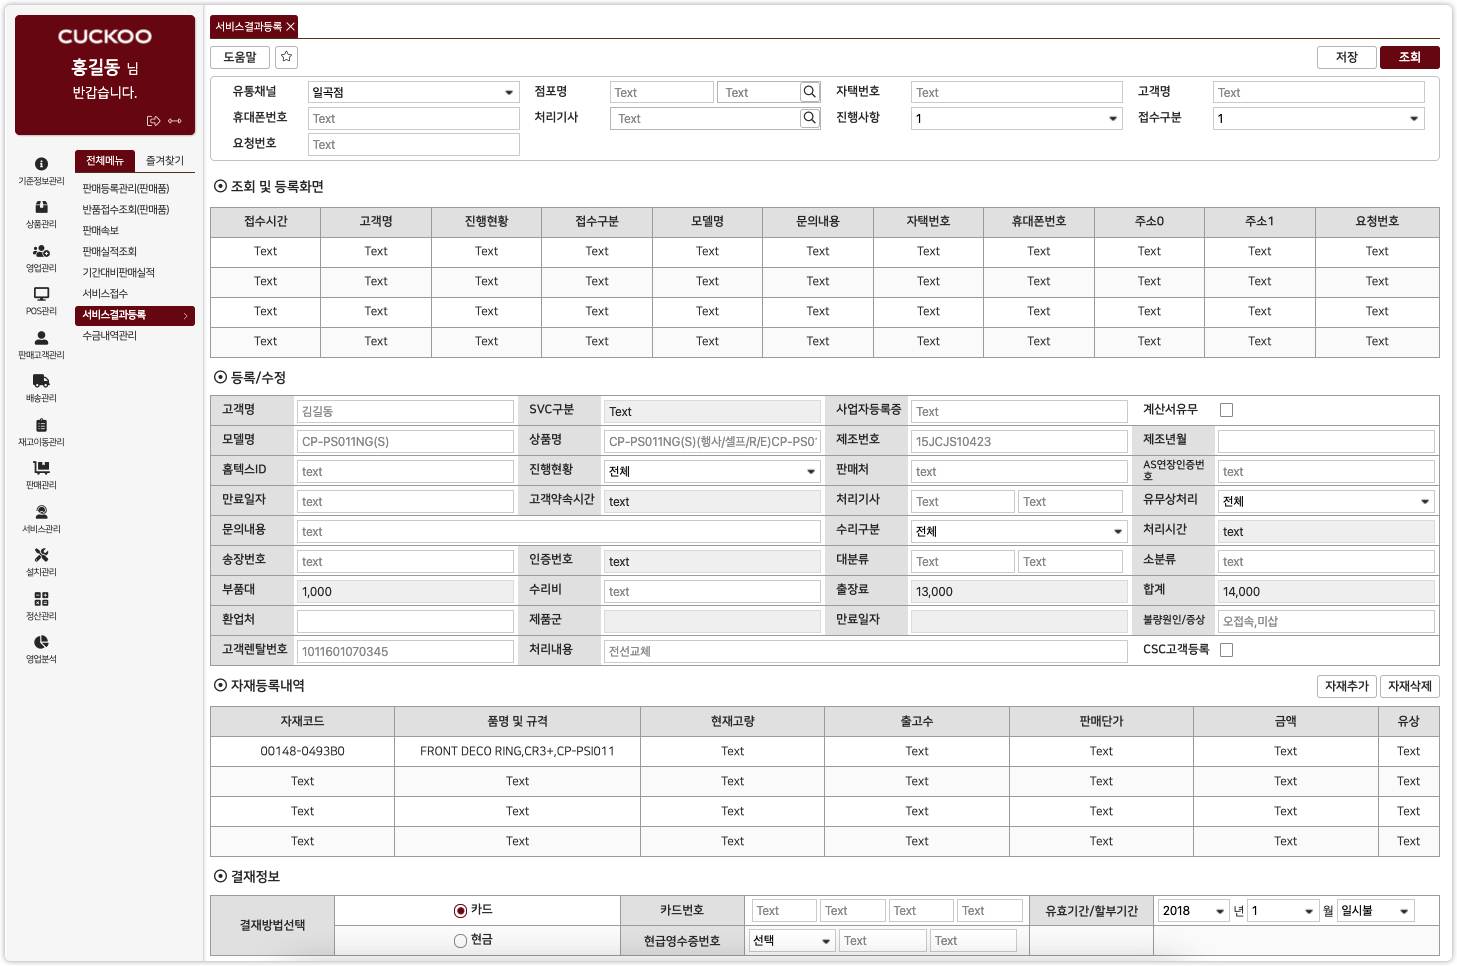 CUCKOO
홍길동 님
반갑습니다.
기준정보관리
상품관리
영업관리
POS관리
판매고객관리
배송관리
재고이동관리
판매관리
서비스관리
설치관리
정산관리
영업분석
전체메뉴 즐겨찾기
판매등록관리(판매품)
반품접수조회(판매품)
판매속보
판매실적조회
기간대비판매실적
서비스접수
서비스결과등록
수금내역관리
서비스결과등록
도움말 저장 조회
유통채널 일곡점 점포명 Text Text 자택번호 Text 고객명 Text
휴대폰번호 Text 처리기사 Text 진행사항 1 접수구분 1
요청번호 Text
조회 및 등록화면
접수시간 고객명 진행현황 접수구분 모델명 문의내용 자택번호 휴대폰번호 주소0 주소1 요청번호
Text Text Text Text Text Text Text Text Text Text Text
Text Text Text Text Text Text Text Text Text Text Text
Text Text Text Text Text Text Text Text Text Text Text
Text Text Text Text Text Text Text Text Text Text Text
등록/수정
고객명 김길동 SVC구분 Text 사업자등록증 Text 계산서유무
모델명 CP-PS011NG(S) 상품명 CP-PS011NG(S)(행사/셀프/R/E)CP-PS0 제조번호 15JCJS10423 제조년월
홈텍스ID text 진행현황 전체 판매처 text AS연장인증번호 text
만료일자 text 고객약속시간 text 처리기사 Text Text 유무상처리 전체
문의내용 text 수리구분 전체 처리시간 text
송장번호 text 인증번호 text 대분류 Text Text 소분류 text
부품대 1,000 수리비 text 출장료 13,000 합계 14,000
환업처 제품군 만료일자 불량원인/증상 오접속,미삽
고객렌탈번호 1011601070345 처리내용 전선교체 CSC고객등록
자재등록내역 자재추가 자재삭제
자재코드 품명 및 규격 현재고량 출고수 판매단가 금액 유상
00148-0493B0 FRONT DECO RING,CR3+,CP-PSI011 Text Text Text Text Text
Text Text Text Text Text Text Text
Text Text Text Text Text Text Text
Text Text Text Text Text Text Text
결재정보
결재방법선택 카드 카드번호 Text Text Text Text 유효기간/할부기간 2018 년 1 월 일시불
현금 현급영수증번호 선택 Text Text